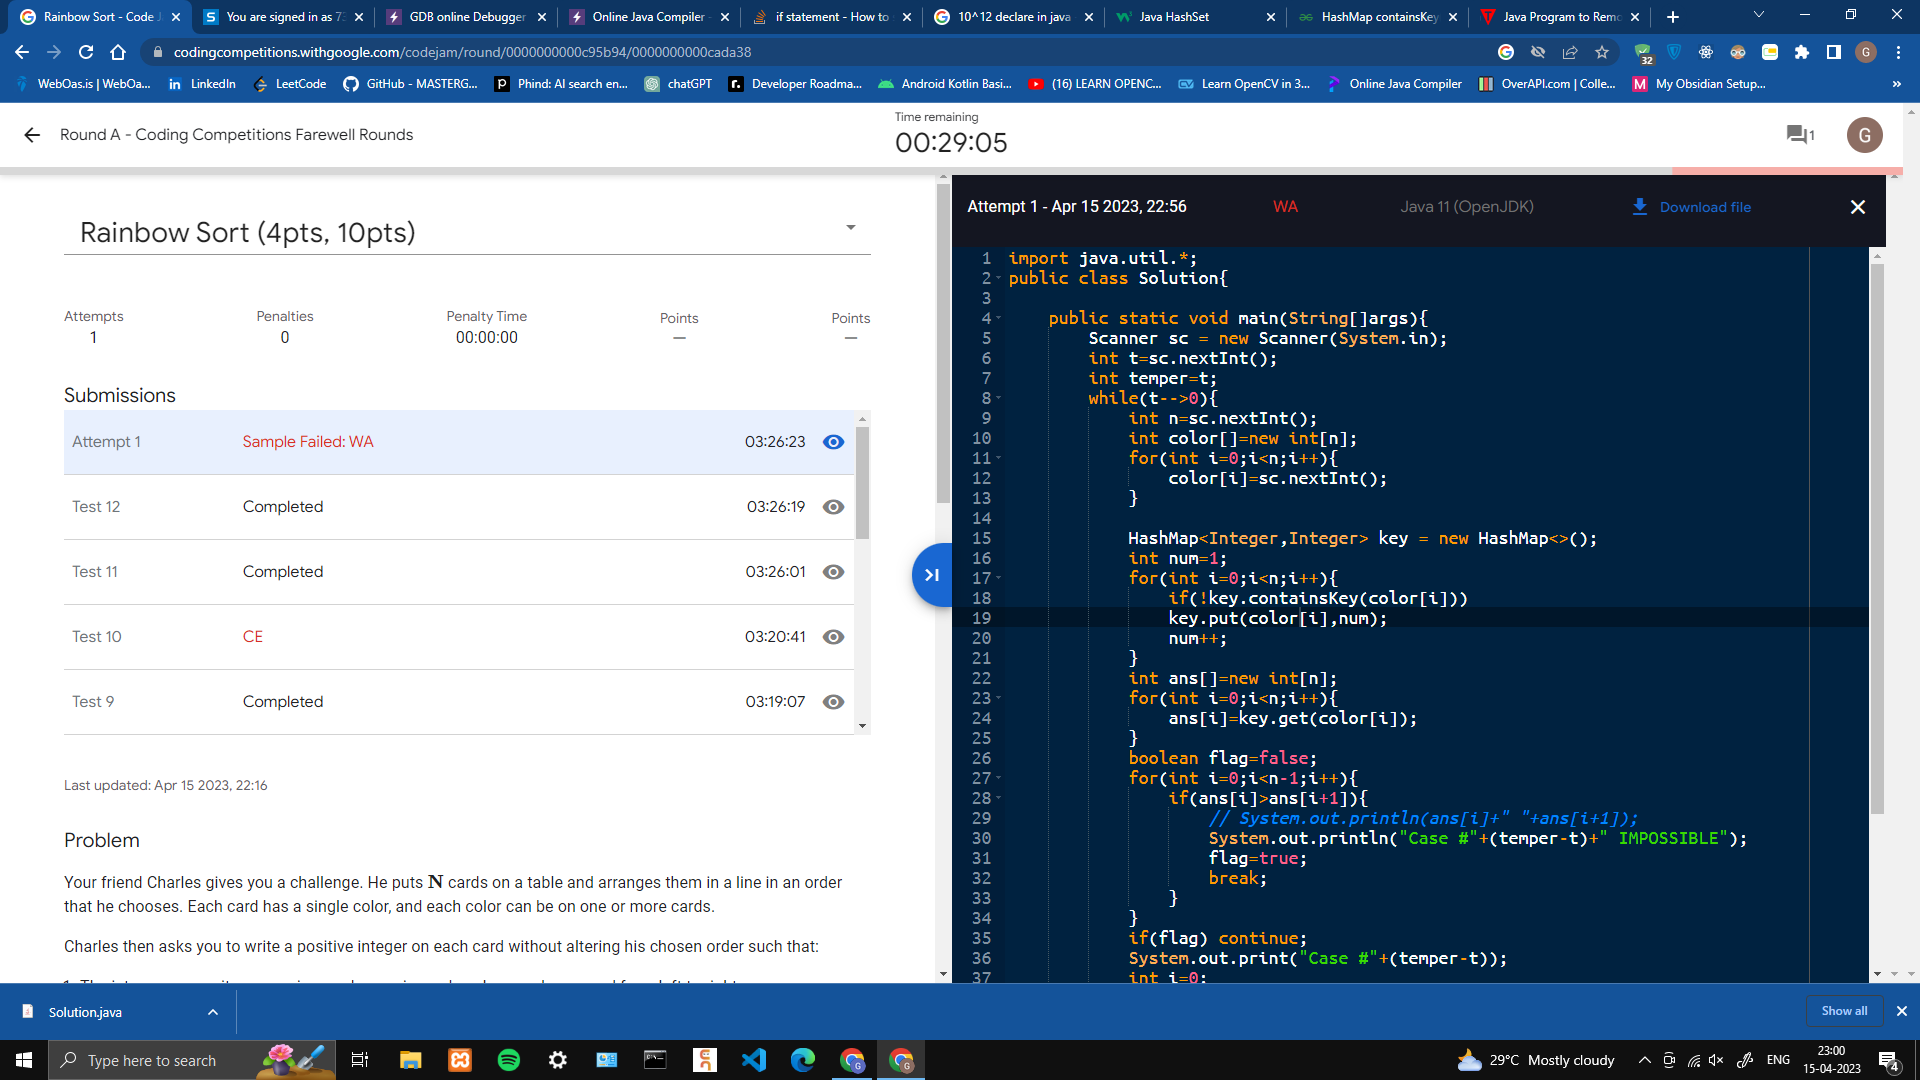 Rainbow Sort - Code J
You are signed in as 73
GDB online Debugger
Online Java Compiler -
if statement - How to
10^12 declare in java
Java HashSet
HashMap containsKey
Java Program to Remo
codingcompetitions.withgoogle.com/codejam/round/0000000000c95b94/0000000000cada38
32
G
WebOas.is | WebOa...
LinkedIn
LeetCode
GitHub - MASTERG...
Phind: AI search en...
chatGPT
Developer Roadma...
Android Kotlin Basi...
(16) LEARN OPENC...
Learn OpenCV in 3...
Online Java Compiler
OverAPI.com | Colle...
My Obsidian Setup...
»
Round A - Coding Competitions Farewell Rounds
Time remaining
00:29:05
1
G
Rainbow Sort (4pts, 10pts)
Attempts Penalties Penalty Time Points Points
1 0 00:00:00 — —
Submissions
Attempt 1 Sample Failed: WA 03:26:23
Test 12 Completed 03:26:19
Test 11 Completed 03:26:01
Test 10 CE 03:20:41
Test 9 Completed 03:19:07
Last updated: Apr 15 2023, 22:16
Problem
Your friend Charles gives you a challenge. He puts N cards on a table and arranges them in a line in an order
that he chooses. Each card has a single color, and each color can be on one or more cards.
Charles then asks you to write a positive integer on each card without altering his chosen order such that:
Attempt 1 - Apr 15 2023, 22:56 WA Java 11 (OpenJDK) Download file
1 import java.util.*;
2 public class Solution{
3
4 public static void main(String[]args){
5 Scanner sc = new Scanner(System.in);
6 int t=sc.nextInt();
7 int temper=t;
8 while(t-->0){
9 int n=sc.nextInt();
10 int color[]=new int[n];
11 for(int i=0;i<n;i++){
12 color[i]=sc.nextInt();
13 }
14
15 HashMap<Integer,Integer> key = new HashMap<>();
16 int num=1;
17 for(int i=0;i<n;i++){
18 if(!key.containsKey(color[i]))
19 key.put(color[i],num);
20 num++;
21 }
22 int ans[]=new int[n];
23 for(int i=0;i<n;i++){
24 ans[i]=key.get(color[i]);
25 }
26 boolean flag=false;
27 for(int i=0;i<n-1;i++){
28 if(ans[i]>ans[i+1]){
29 // System.out.println(ans[i]+" "+ans[i+1]);
30 System.out.println("Case #"+(temper-t)+" IMPOSSIBLE");
31 flag=true;
32 break;
33 }
34 }
35 if(flag) continue;
36 System.out.print("Case #"+(temper-t));
37 int i=0;
Solution.java
Show all
Type here to search
29°C Mostly cloudy
ENG
23:00
15-04-2023
4